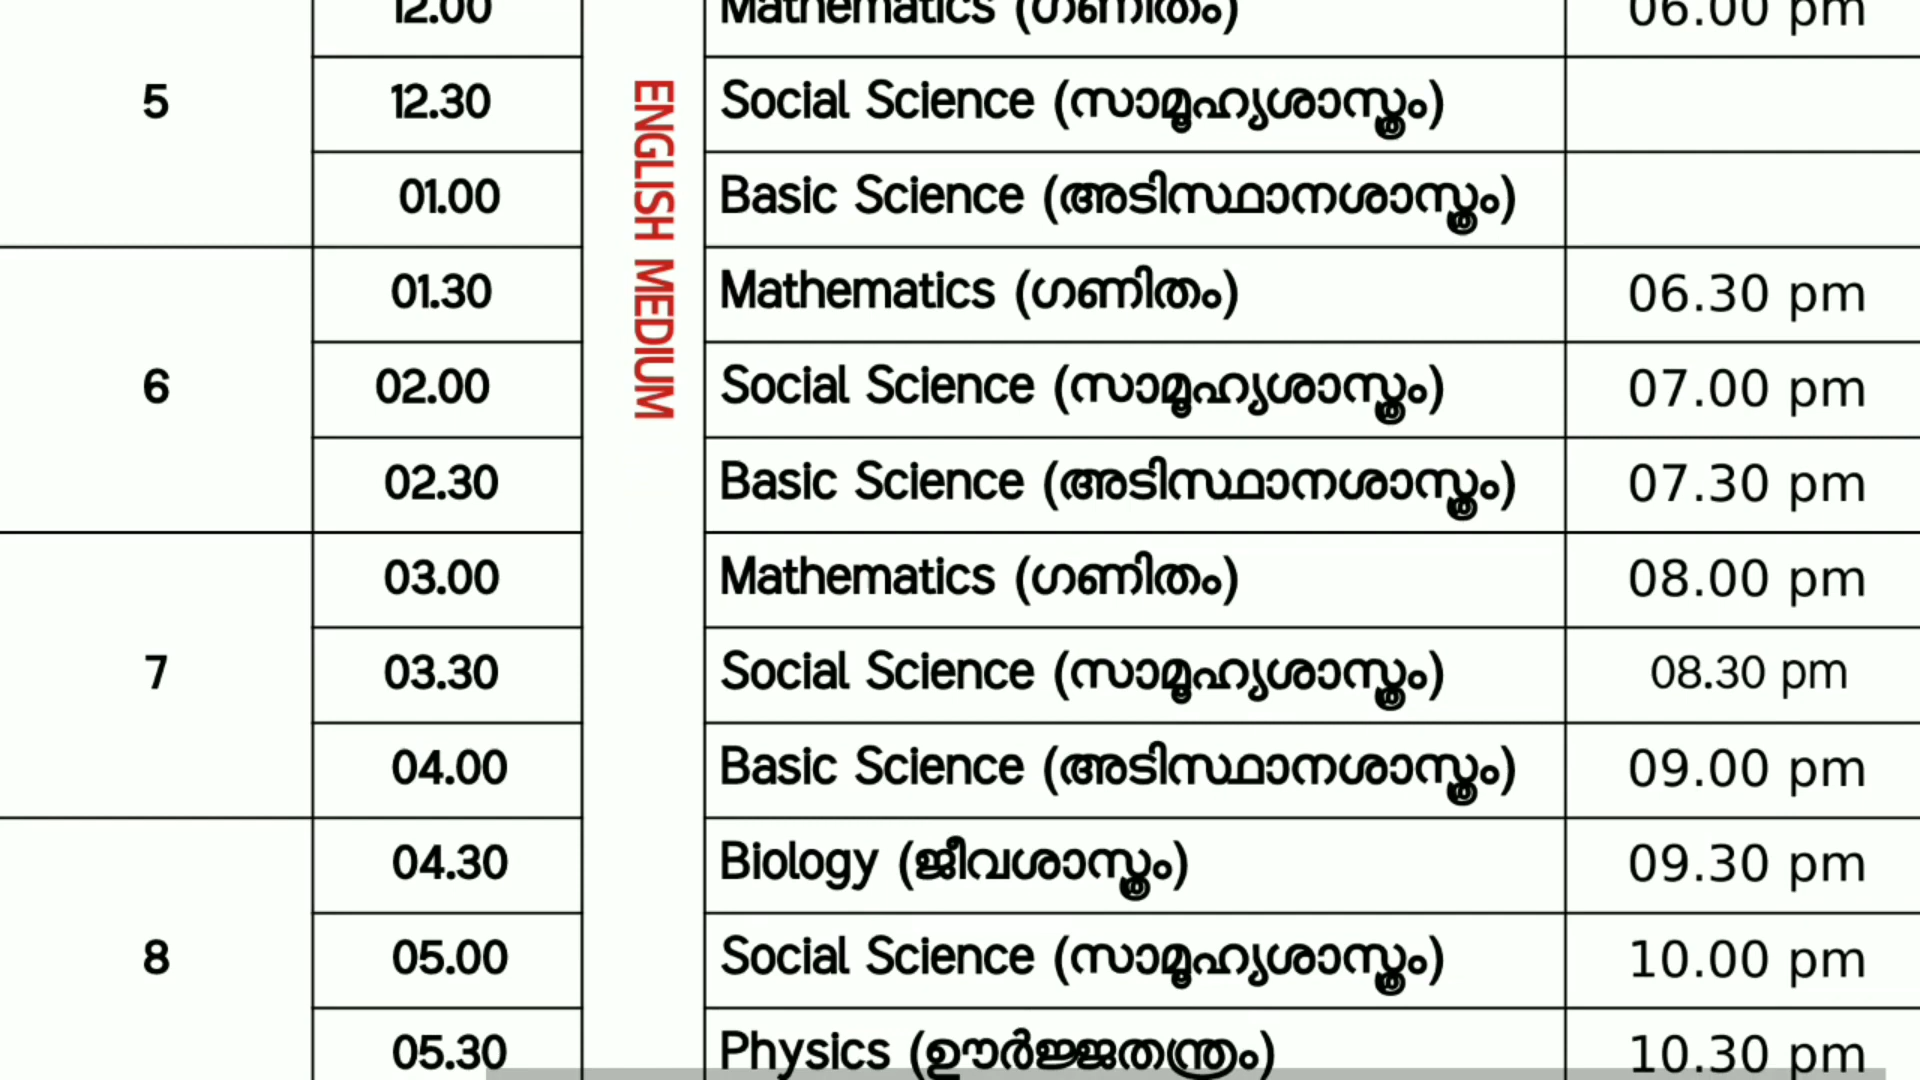 12.00 Mathematics (ഗണിതം) 06.00 pm
5 12.30 Social Science (സാമൂഹ്യശാസ്ത്രം)
01.00 Basic Science (അടിസ്ഥാനശാസ്ത്രം)
ENGLISH MEDIUM
01.30 Mathematics (ഗണിതം) 06.30 pm
6 02.00 Social Science (സാമൂഹ്യശാസ്ത്രം) 07.00 pm
02.30 Basic Science (അടിസ്ഥാനശാസ്ത്രം) 07.30 pm
03.00 Mathematics (ഗണിതം) 08.00 pm
7 03.30 Social Science (സാമൂഹ്യശാസ്ത്രം) 08.30 pm
04.00 Basic Science (അടിസ്ഥാനശാസ്ത്രം) 09.00 pm
04.30 Biology (ജീവശാസ്ത്രം) 09.30 pm
8 05.00 Social Science (സാമൂഹ്യശാസ്ത്രം) 10.00 pm
05.30 Physics (ഊർജ്ജതന്ത്രം) 10.30 pm